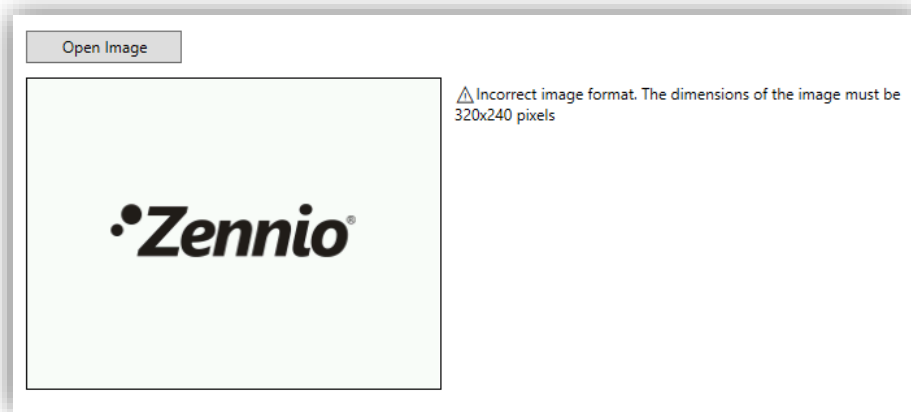 Open Image
⚠Incorrect image format. The dimensions of the image must be
320x240 pixels
Zennio®